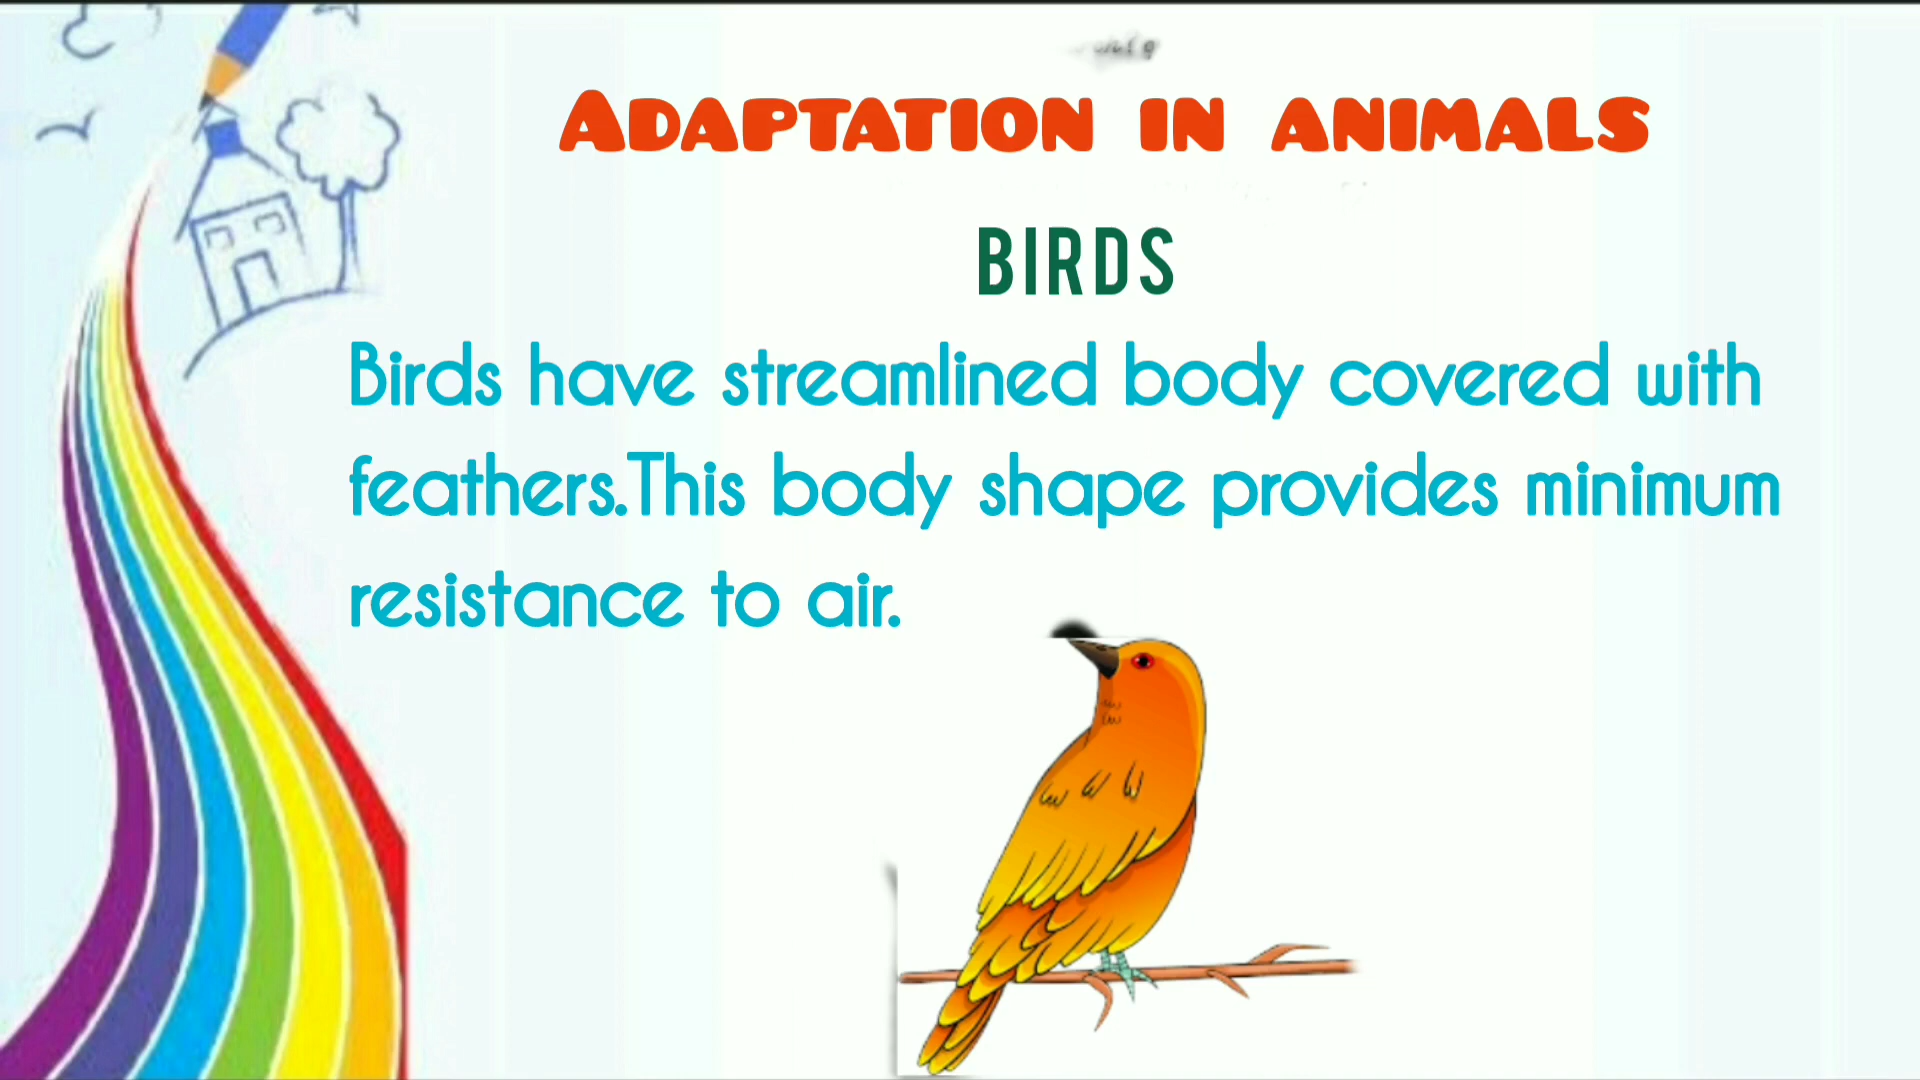 ADAPTATION IN ANIMALS
BIRDS
Birds have streamlined body covered with
feathers.This body shape provides minimum
resistance to air.